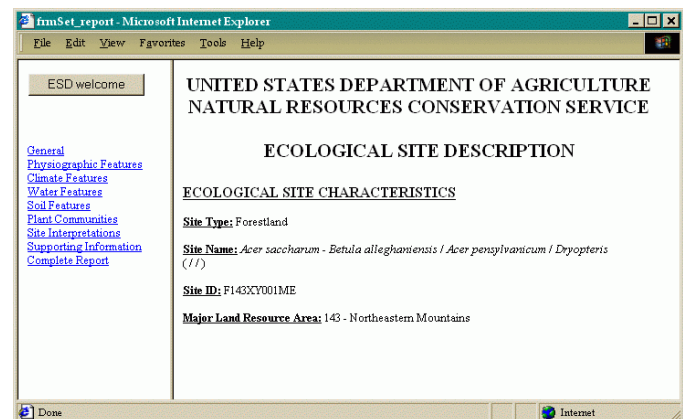 frmSet_report - Microsoft Internet Explorer
File Edit View Favorites Tools Help
ESD welcome
General
Physiographic Features
Climate Features
Water Features
Soil Features
Plant Communities
Site Interpretations
Supporting Information
Complete Report
UNITED STATES DEPARTMENT OF AGRICULTURE
NATURAL RESOURCES CONSERVATION SERVICE
ECOLOGICAL SITE DESCRIPTION
ECOLOGICAL SITE CHARACTERISTICS
Site Type: Forestland
Site Name: Acer saccharum - Betula alleghaniensis / Acer pensylvanicum / Dryopteris
( / / )
Site ID: F143XY001ME
Major Land Resource Area: 143 - Northeastern Mountains
Done
Internet